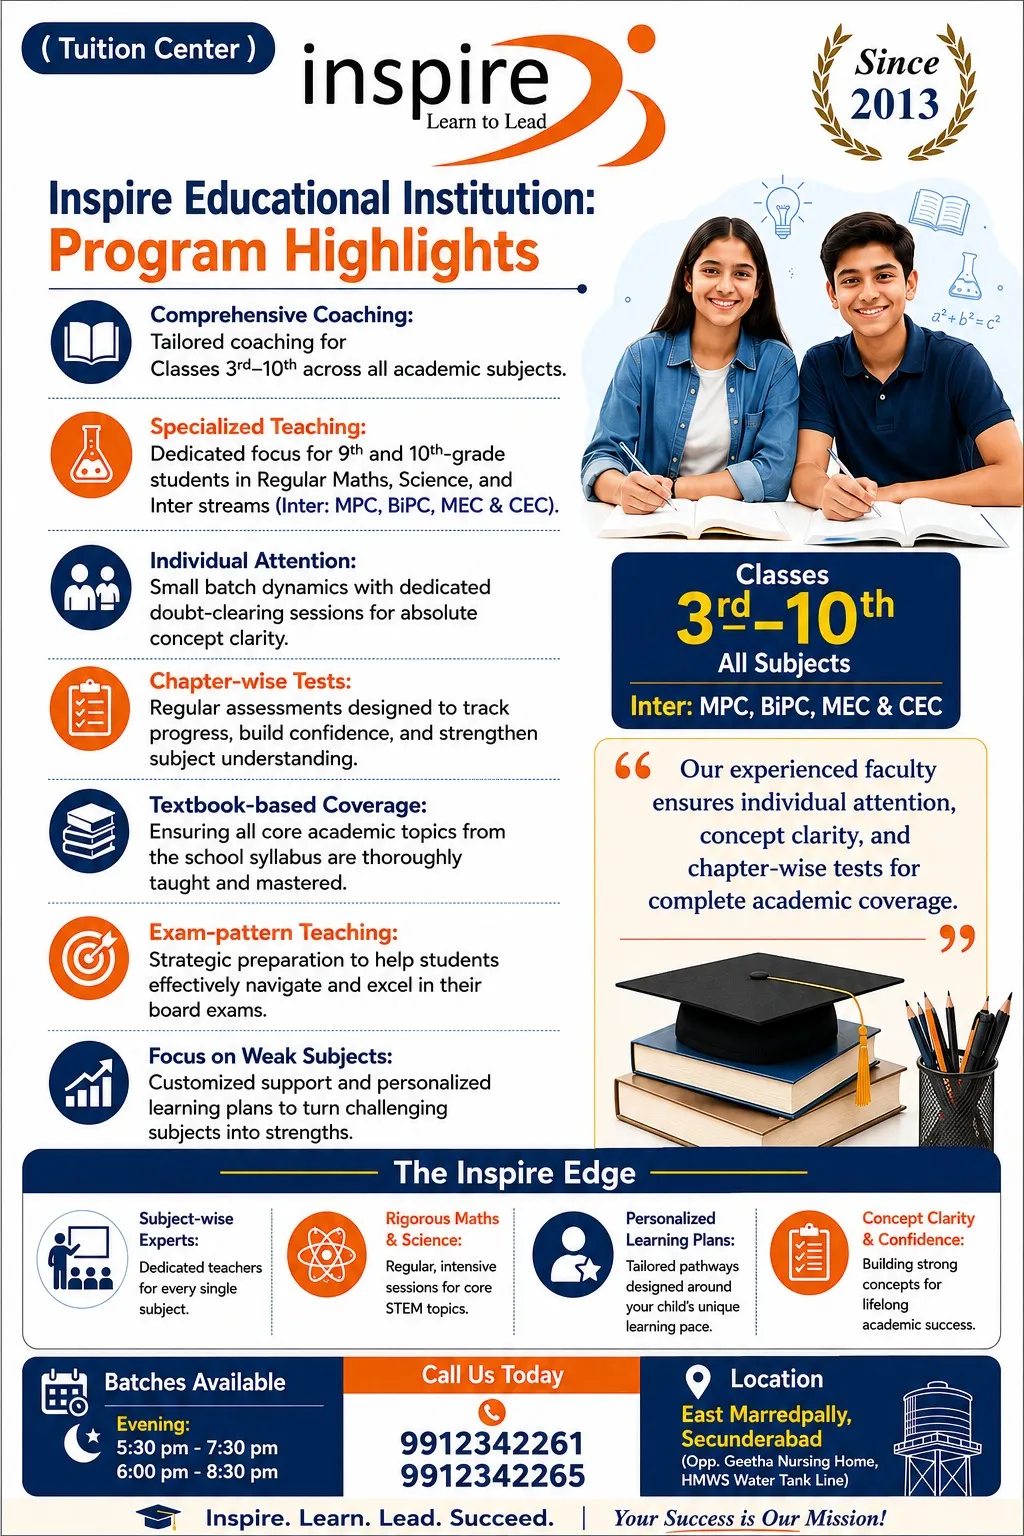 ( Tuition Center )
inspire
Learn to Lead
Since
2013
Inspire Educational Institution:
Program Highlights
Comprehensive Coaching:
Tailored coaching for
Classes 3rd–10th across all academic subjects.
Specialized Teaching:
Dedicated focus for 9th and 10th-grade
students in Regular Maths, Science, and
Inter streams (Inter: MPC, BiPC, MEC & CEC).
Individual Attention:
Small batch dynamics with dedicated
doubt-clearing sessions for absolute
concept clarity.
Chapter-wise Tests:
Regular assessments designed to track
progress, build confidence, and strengthen
subject understanding.
Textbook-based Coverage:
Ensuring all core academic topics from
the school syllabus are thoroughly
taught and mastered.
Exam-pattern Teaching:
Strategic preparation to help students
effectively navigate and excel in their
board exams.
Focus on Weak Subjects:
Customized support and personalized
learning plans to turn challenging
subjects into strengths.
a²+b²=c²
Classes
3rd–10th
All Subjects
Inter: MPC, BiPC, MEC & CEC
“ Our experienced faculty
ensures individual attention,
concept clarity, and
chapter-wise tests for
complete academic coverage.
”
The Inspire Edge
Subject-wise
Experts:
Dedicated teachers
for every single
subject.
Rigorous Maths
& Science:
Regular, intensive
sessions for core
STEM topics.
Personalized
Learning Plans:
Tailored pathways
designed around
your child's unique
learning pace.
Concept Clarity
& Confidence:
Building strong
concepts for
lifelong
academic success.
Batches Available
Evening:
5:30 pm - 7:30 pm
6:00 pm - 8:30 pm
Call Us Today
9912342261
9912342265
Location
East Marredpally,
Secunderabad
(Opp. Geetha Nursing Home,
HMWS Water Tank Line)
Inspire. Learn. Lead. Succeed. | Your Success is Our Mission!